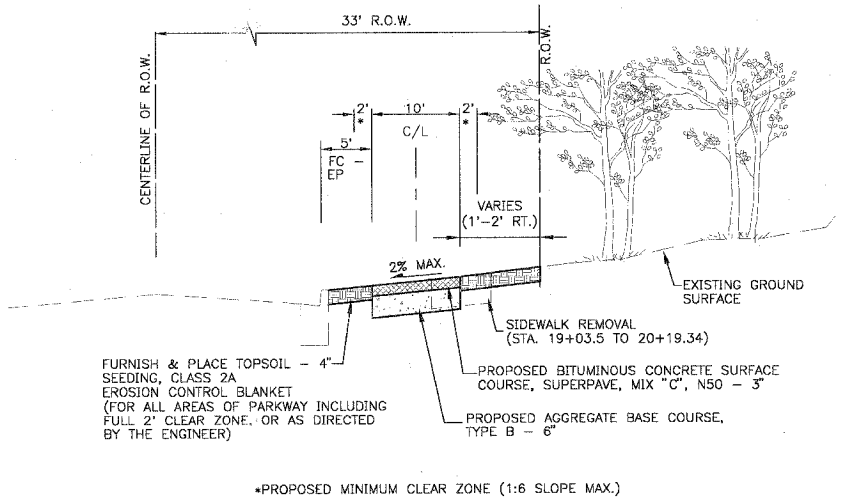 33' R.O.W.
CENTERLINE OF R.O.W.
R.O.W.
2'
10'
2'
*
*
C/L
5'
FC –
EP
VARIES
(1'–2' RT.)
2% MAX.
EXISTING GROUND
SURFACE
SIDEWALK REMOVAL
(STA. 19+03.5 TO 20+19.34)
FURNISH & PLACE TOPSOIL – 4"
SEEDING, CLASS 2A
EROSION CONTROL BLANKET
(FOR ALL AREAS OF PARKWAY INCLUDING
FULL 2' CLEAR ZONE, OR AS DIRECTED
BY THE ENGINEER)
PROPOSED BITUMINOUS CONCRETE SURFACE
COURSE, SUPERPAVE, MIX "C", N50 – 3"
PROPOSED AGGREGATE BASE COURSE,
TYPE B – 6"
*PROPOSED MINIMUM CLEAR ZONE (1:6 SLOPE MAX.)